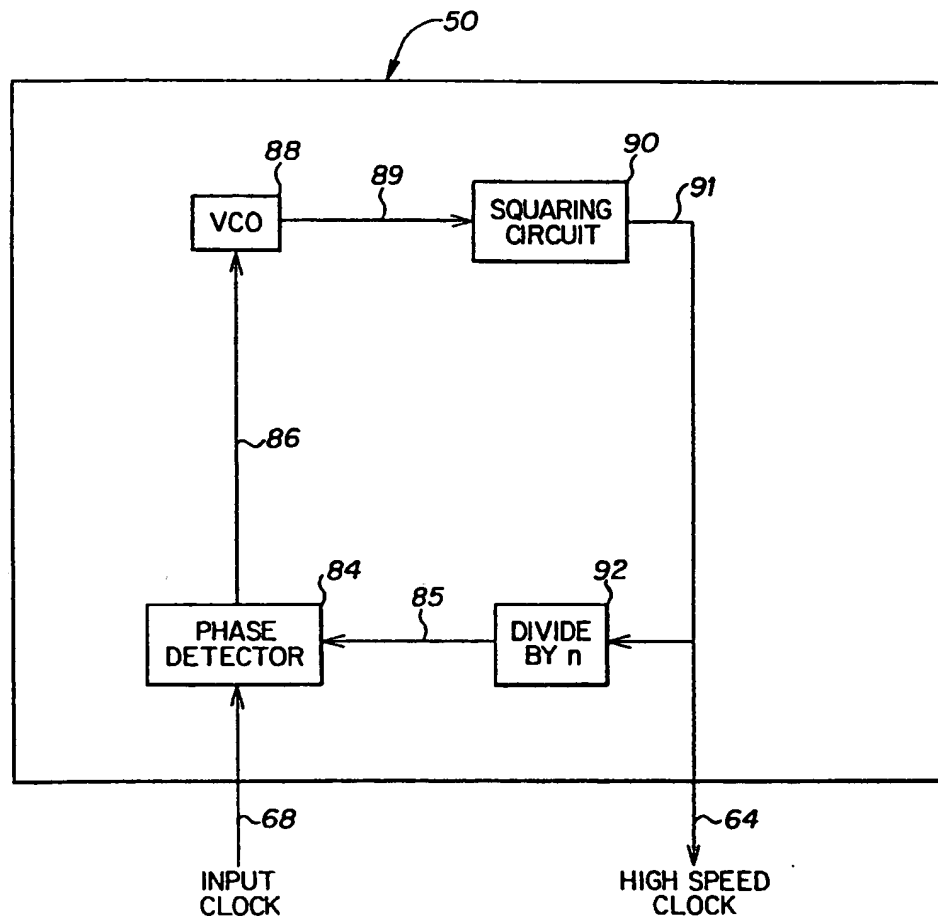 50
88
89
90
91
VCO
SQUARING
CIRCUIT
86
84
85
92
PHASE
DETECTOR
DIVIDE
BY n
68
64
INPUT
CLOCK
HIGH SPEED
CLOCK